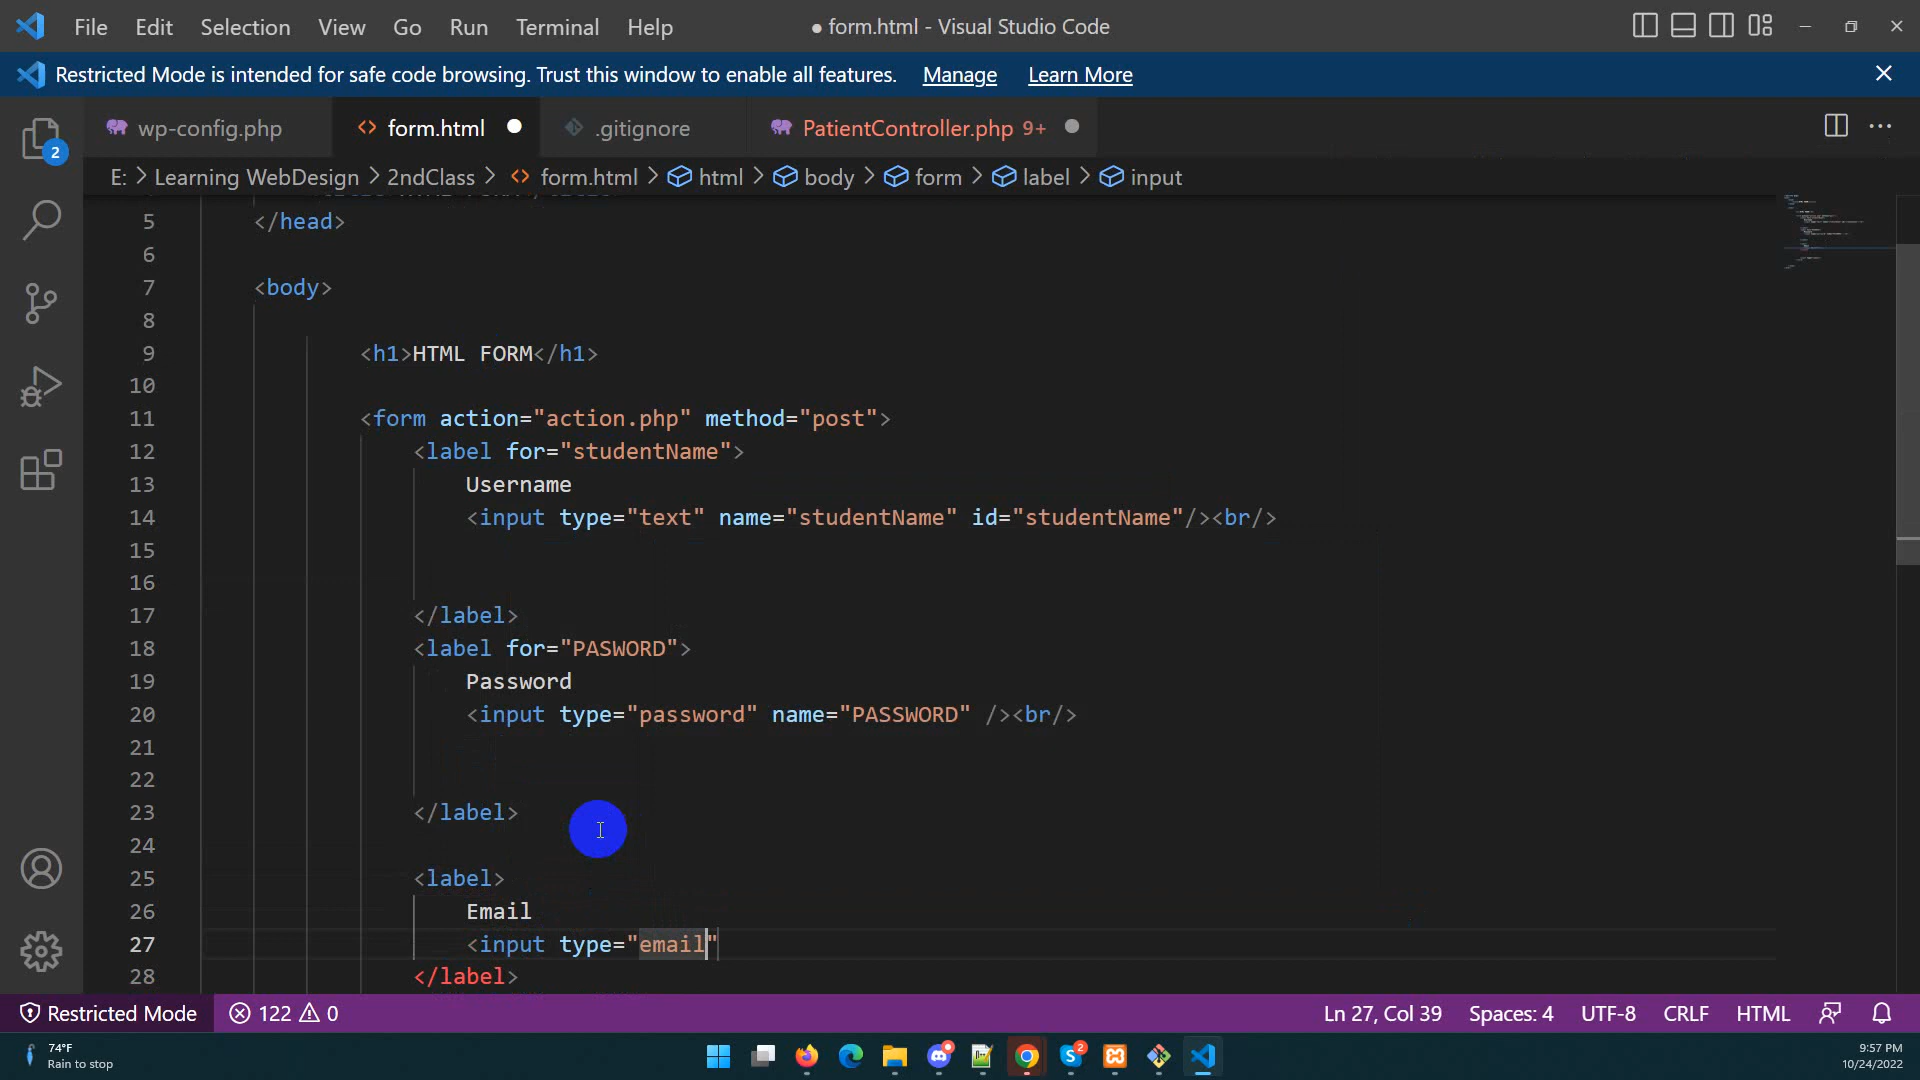 File Edit Selection View Go Run Terminal Help ● form.html - Visual Studio Code
Restricted Mode is intended for safe code browsing. Trust this window to enable all features. Manage Learn More
wp-config.php form.html .gitignore PatientController.php 9+
2
E: > Learning WebDesign > 2ndClass > form.html > html > body > form > label > input
5 </head>
6
7 <body>
8
9 <h1>HTML FORM</h1>
10
11 <form action="action.php" method="post">
12 <label for="studentName">
13 Username
14 <input type="text" name="studentName" id="studentName"/><br/>
15
16
17 </label>
18 <label for="PASWORD">
19 Password
20 <input type="password" name="PASSWORD" /><br/>
21
22
23 </label>
24
25 <label>
26 Email
27 <input type="email"
28 </label>
Restricted Mode 122 0 Ln 27, Col 39 Spaces: 4 UTF-8 CRLF HTML
74°F
Rain to stop
2
9:57 PM
10/24/2022